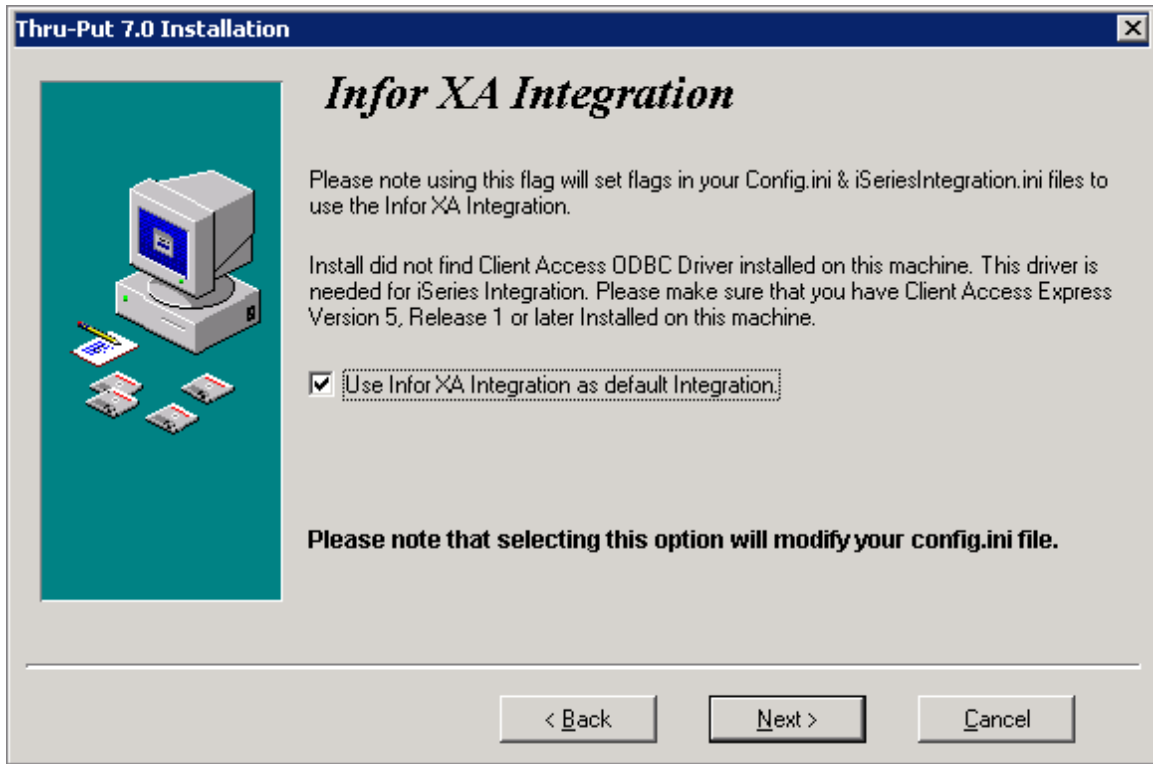 Thru-Put 7.0 Installation
Infor XA Integration
Please note using this flag will set flags in your Config.ini & iSeriesIntegration.ini files to
use the Infor XA Integration.
Install did not find Client Access ODBC Driver installed on this machine. This driver is
needed for iSeries Integration. Please make sure that you have Client Access Express
Version 5, Release 1 or later Installed on this machine.
Use Infor XA Integration as default Integration.
Please note that selecting this option will modify your config.ini file.
< Back Next > Cancel